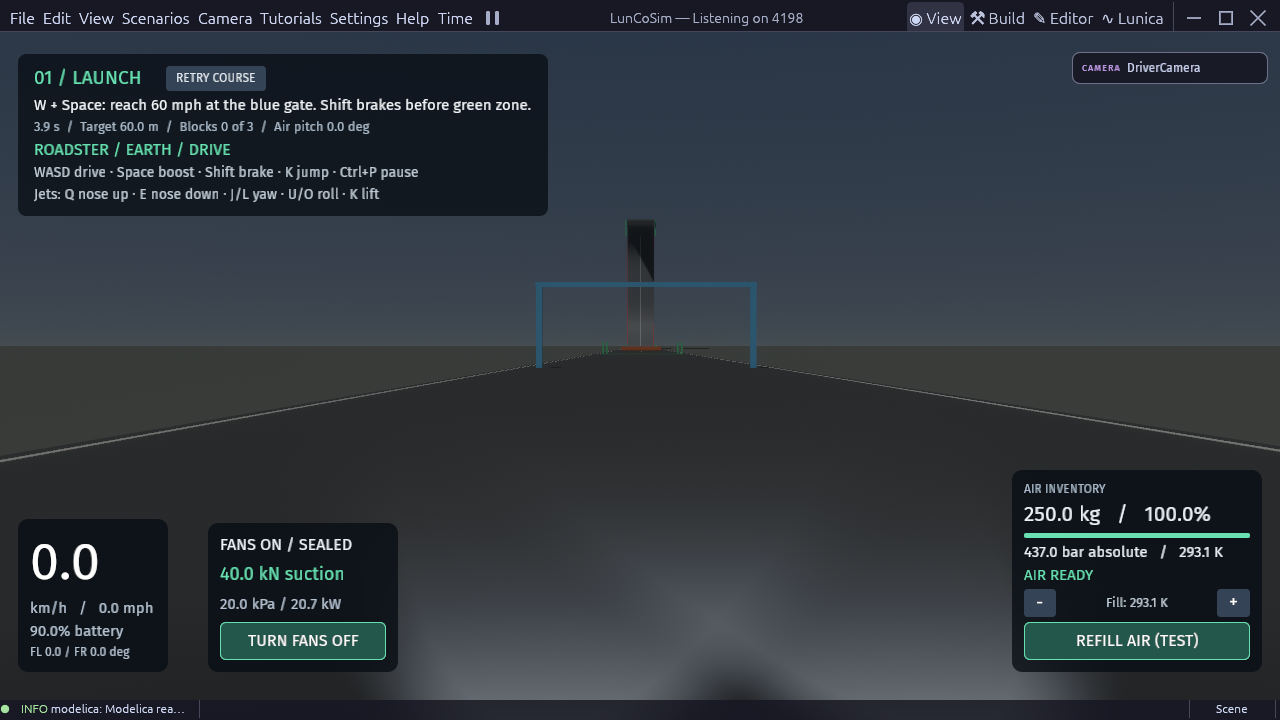 File Edit View Scenarios Camera Tutorials Settings Help Time
LunCoSim — Listening on 4198
View Build Editor Lunica
01 / LAUNCH RETRY COURSE
W + Space: reach 60 mph at the blue gate. Shift brakes before green zone.
3.9 s / Target 60.0 m / Blocks 0 of 3 / Air pitch 0.0 deg
ROADSTER / EARTH / DRIVE
WASD drive · Space boost · Shift brake · K jump · Ctrl+P pause
Jets: Q nose up · E nose down · J/L yaw · U/O roll · K lift
CAMERA DriverCamera
0.0
km/h / 0.0 mph
90.0% battery
FL 0.0 / FR 0.0 deg
FANS ON / SEALED
40.0 kN suction
20.0 kPa / 20.7 kW
TURN FANS OFF
AIR INVENTORY
250.0 kg / 100.0%
437.0 bar absolute / 293.1 K
AIR READY
- Fill: 293.1 K +
REFILL AIR (TEST)
INFO modelica: Modelica rea...
Scene